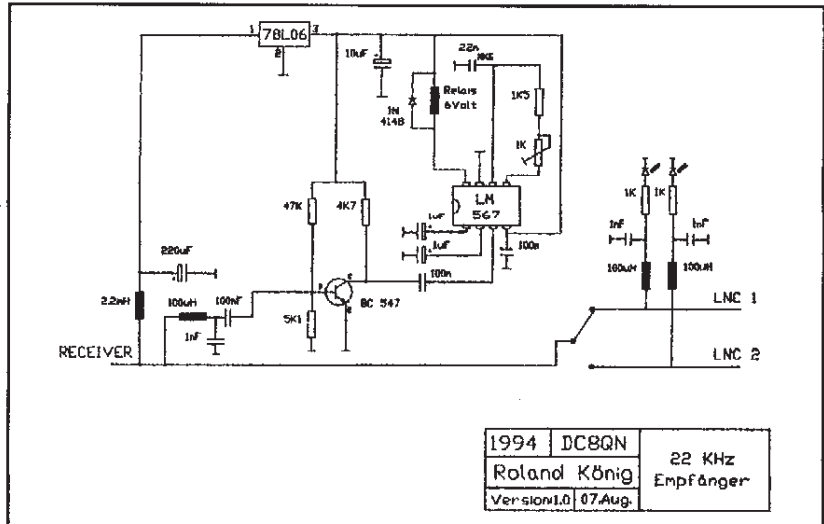 1 78L06 3
2
10uF
22n
MKS
Relais
6Volt
1N
4148
1K5
1K
LM
567
47K
4K7
1uF
1uF
100n
100n
1K
1K
1nF
1nF
100uH
100uH
220uF
2.2mH
100uH
100nF
1nF
B
C
E
BC 547
5K1
LNC 1
RECEIVER
LNC 2
1994 DC8QN
Roland König
Version1.0 07.Aug.
22 KHz
Empfänger